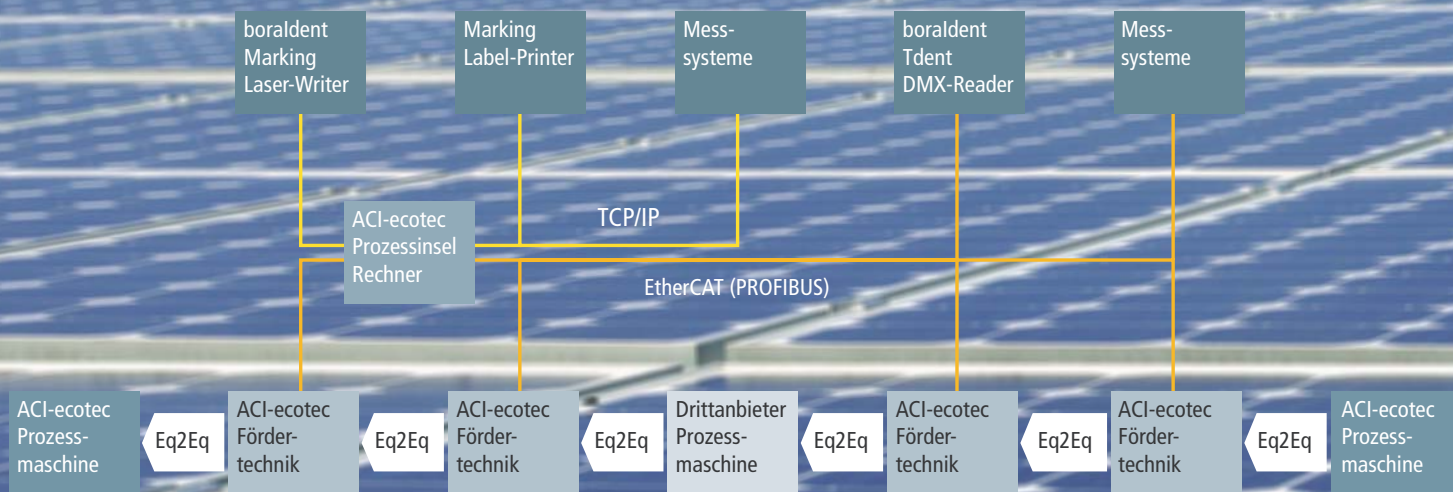 boraIdent
Marking
Laser-Writer
Marking
Label-Printer
Mess-
systeme
boraIdent
Tdent
DMX-Reader
Mess-
systeme
ACI-ecotec
Prozessinsel
Rechner
TCP/IP
EtherCAT (PROFIBUS)
ACI-ecotec
Prozess-
maschine
Eq2Eq
ACI-ecotec
Förder-
technik
Eq2Eq
ACI-ecotec
Förder-
technik
Eq2Eq
Drittanbieter
Prozess-
maschine
Eq2Eq
ACI-ecotec
Förder-
technik
Eq2Eq
ACI-ecotec
Förder-
technik
Eq2Eq
ACI-ecotec
Prozess-
maschine